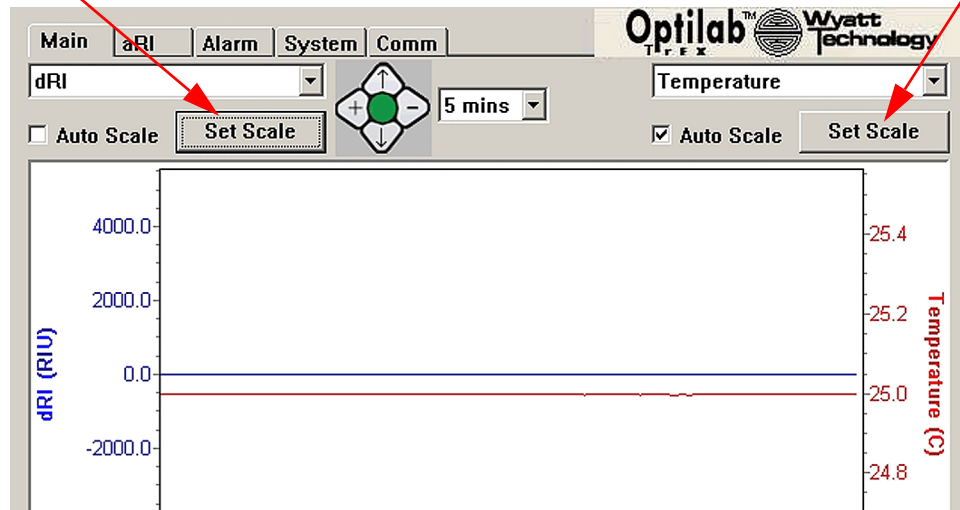 Main aRI Alarm System Comm
Optilab™ Wyatt
T r E X Technology
dRI 5 mins Temperature
Auto Scale Set Scale + - Auto Scale Set Scale
4000.0
2000.0
0.0
-2000.0
dRI (RIU)
25.4
25.2
25.0
24.8
Temperature (C)